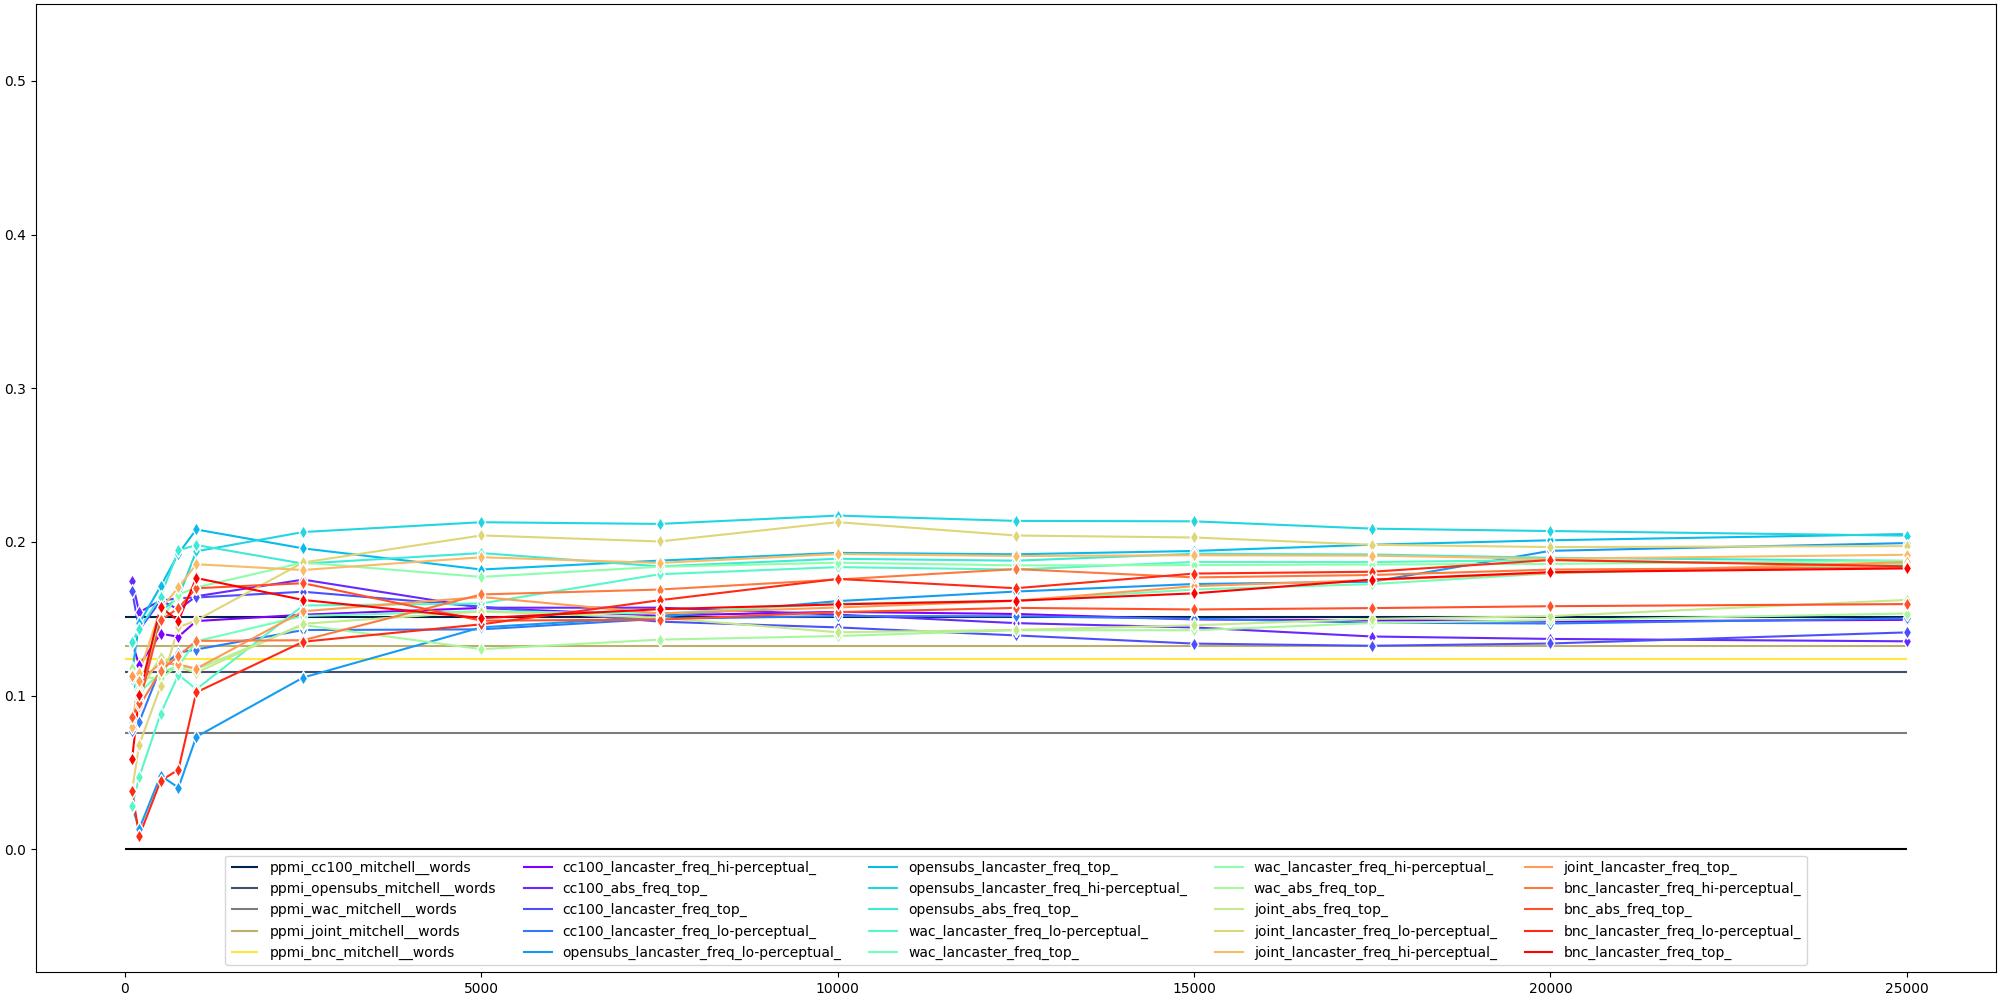 0.5
0.4
0.3
0.2
0.1
0.0
ppmi_cc100_mitchell__words
ppmi_opensubs_mitchell__words
ppmi_wac_mitchell__words
ppmi_joint_mitchell__words
ppmi_bnc_mitchell__words
cc100_lancaster_freq_hi-perceptual_
cc100_abs_freq_top_
cc100_lancaster_freq_top_
cc100_lancaster_freq_lo-perceptual_
opensubs_lancaster_freq_lo-perceptual_
opensubs_lancaster_freq_top_
opensubs_lancaster_freq_hi-perceptual_
opensubs_abs_freq_top_
wac_lancaster_freq_lo-perceptual_
wac_lancaster_freq_top_
wac_lancaster_freq_hi-perceptual_
wac_abs_freq_top_
joint_abs_freq_top_
joint_lancaster_freq_lo-perceptual_
joint_lancaster_freq_hi-perceptual_
joint_lancaster_freq_top_
bnc_lancaster_freq_hi-perceptual_
bnc_abs_freq_top_
bnc_lancaster_freq_lo-perceptual_
bnc_lancaster_freq_top_
0
5000
10000
15000
20000
25000